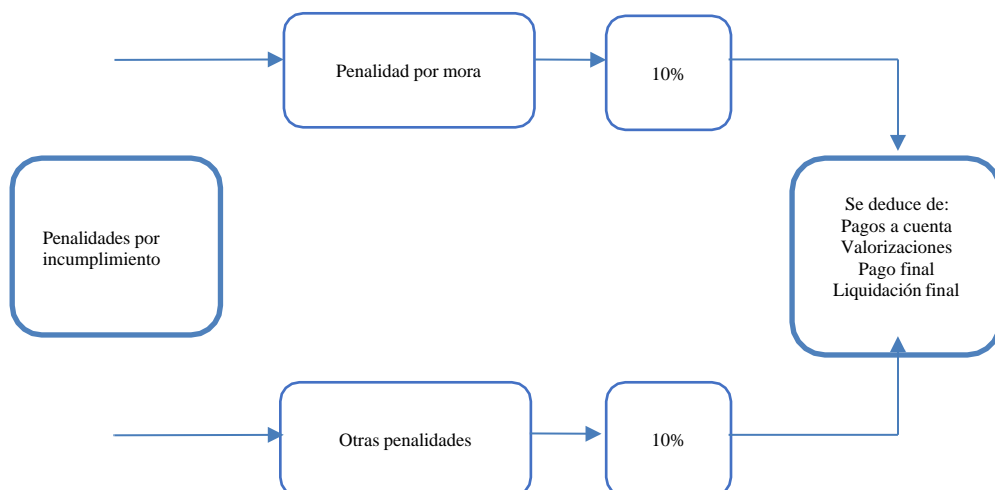 Penalidad por mora
10%
Penalidades por
incumplimiento
Se deduce de:
Pagos a cuenta
Valorizaciones
Pago final
Liquidación final
Otras penalidades
10%